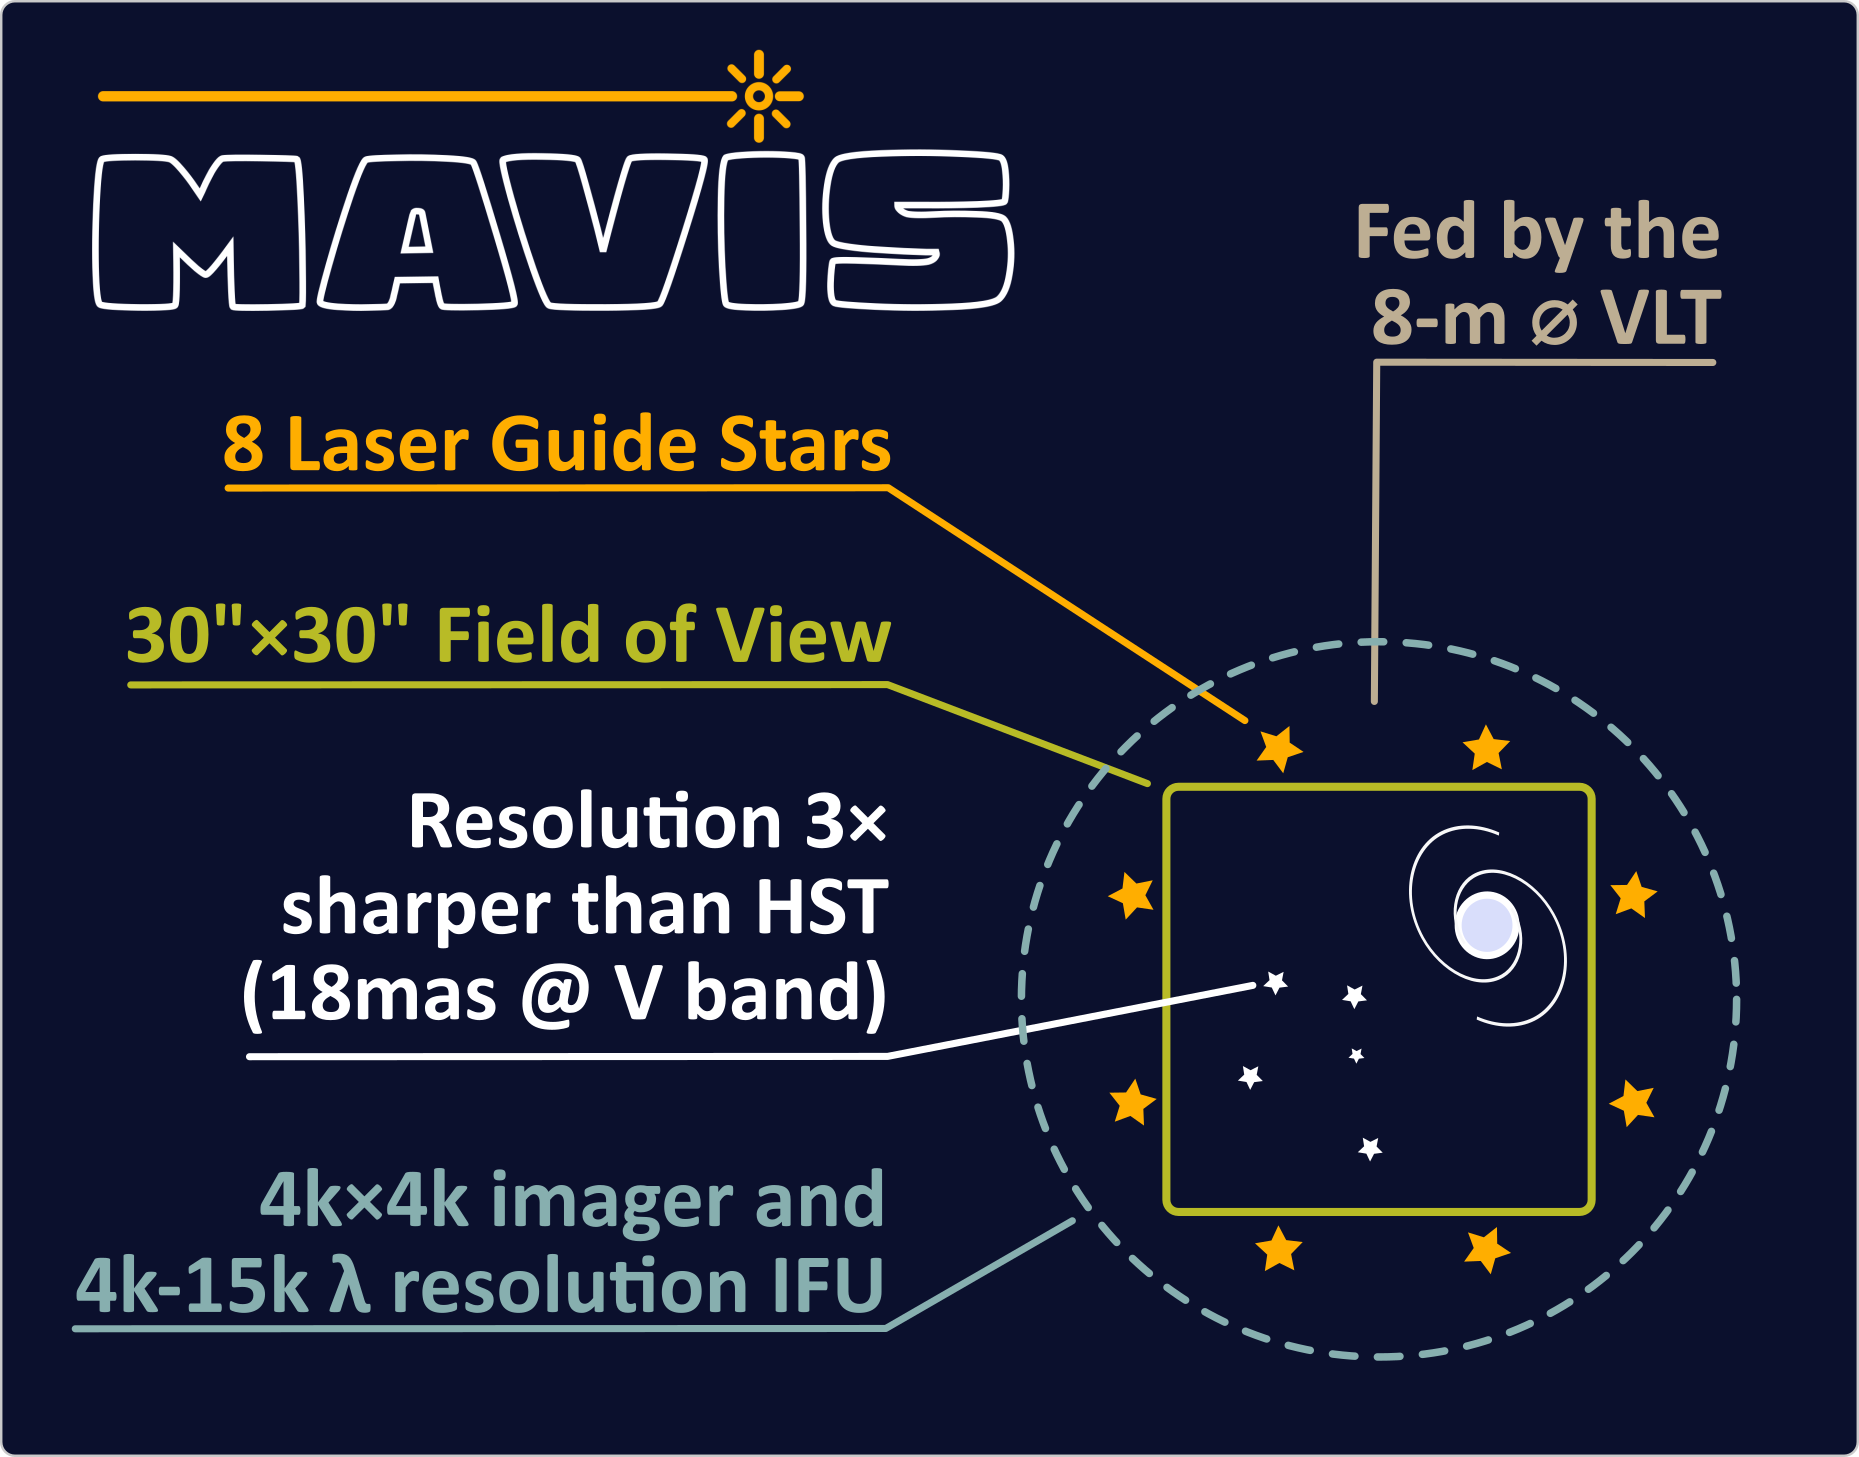 MAVIS
Fed by the
8-m ⌀ VLT
8 Laser Guide Stars
30"×30" Field of View
Resolution 3×
sharper than HST
(18mas @ V band)
4k×4k imager and
4k-15k λ resolution IFU